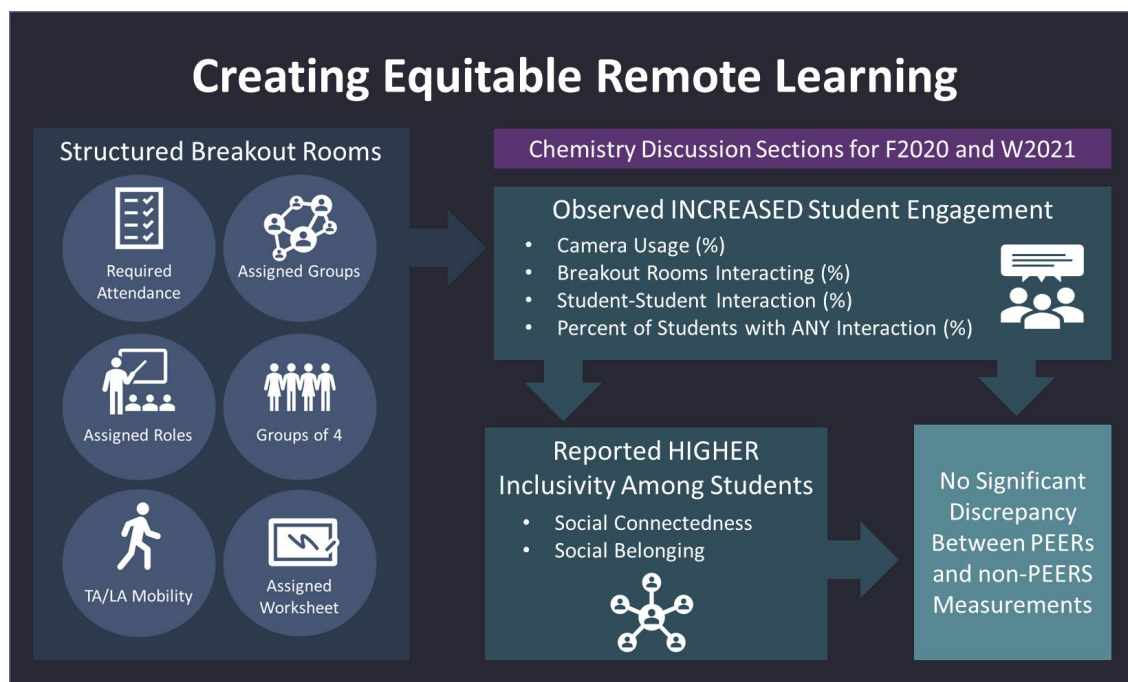 Creating Equitable Remote Learning
Structured Breakout Rooms
Required
Attendance
Assigned Groups
Assigned Roles
Groups of 4
TA/LA Mobility
Assigned
Worksheet
Chemistry Discussion Sections for F2020 and W2021
Observed INCREASED Student Engagement
• Camera Usage (%)
• Breakout Rooms Interacting (%)
• Student-Student Interaction (%)
• Percent of Students with ANY Interaction (%)
Reported HIGHER
Inclusivity Among Students
• Social Connectedness
• Social Belonging
No Significant
Discrepancy
Between PEERs
and non-PEERS
Measurements